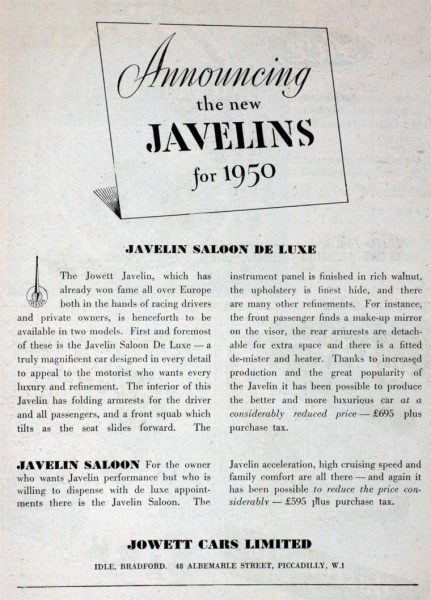 Announcing
the new
JAVELINS
for 1950
JAVELIN SALOON DE LUXE
The Jowett Javelin, which has
already won fame all over Europe
both in the hands of racing drivers
and private owners, is henceforth to be
available in two models. First and foremost
of these is the Javelin Saloon De Luxe — a
truly magnificent car designed in every detail
to appeal to the motorist who wants every
luxury and refinement. The interior of this
Javelin has folding armrests for the driver
and all passengers, and a front squab which
tilts as the seat slides forward. The
instrument panel is finished in rich walnut,
the upholstery is finest hide, and there
are many other refinements. For instance,
the front passenger finds a make-up mirror
on the visor, the rear armrests are detach-
able for extra space and there is a fitted
de-mister and heater. Thanks to increased
production and the great popularity of
the Javelin it has been possible to produce
the better and more luxurious car at a
considerably reduced price — £695 plus
purchase tax.
JAVELIN SALOON For the owner
who wants Javelin performance but who is
willing to dispense with de luxe appoint-
ments there is the Javelin Saloon. The
Javelin acceleration, high cruising speed and
family comfort are all there — and again it
has been possible to reduce the price con-
siderably — £595 plus purchase tax.
JOWETT CARS LIMITED
IDLE, BRADFORD. 48 ALBEMARLE STREET, PICCADILLY, W.1